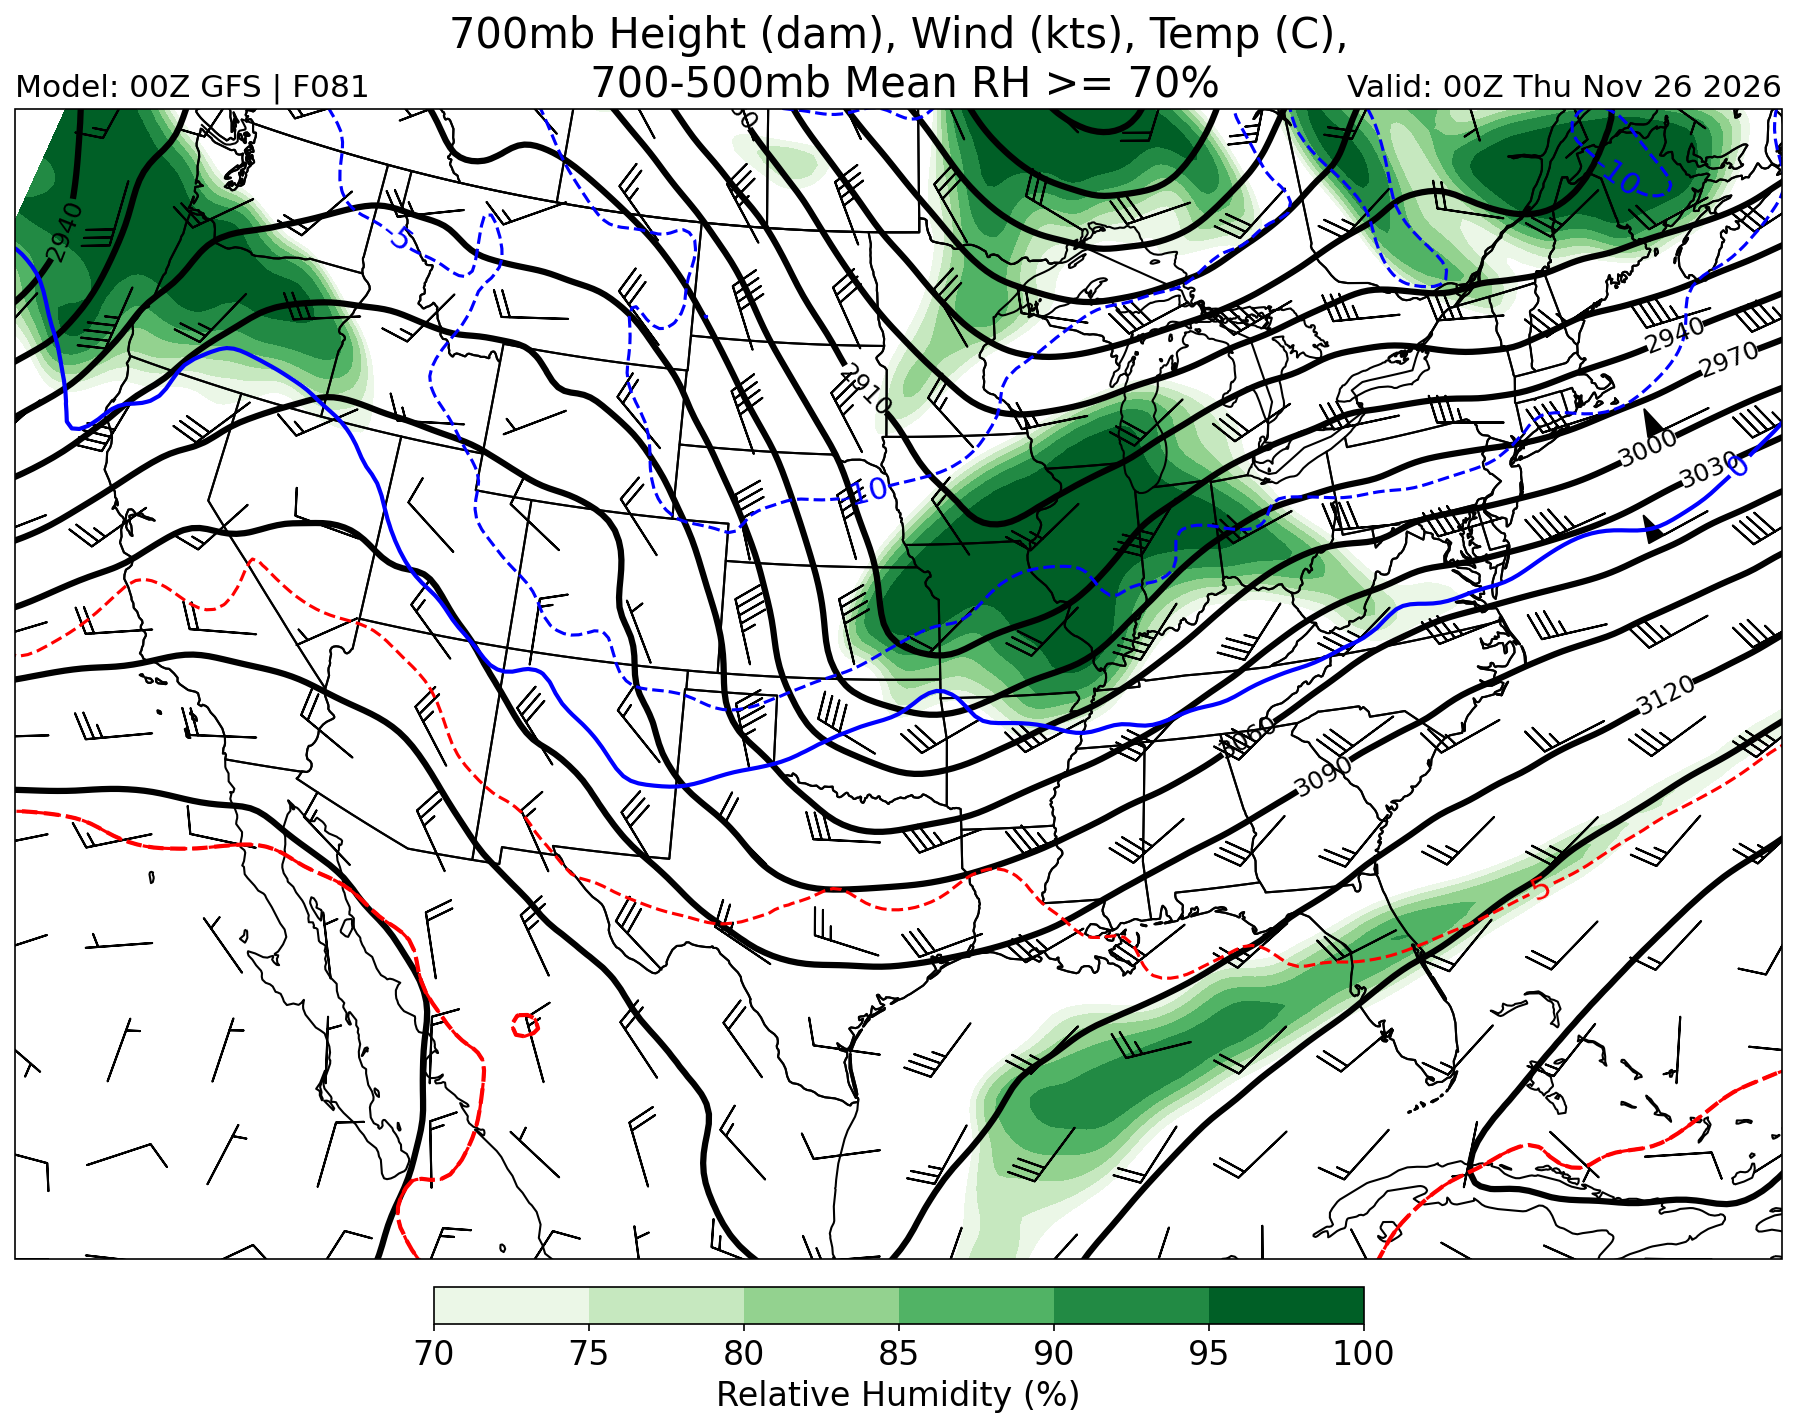 700mb Height (dam), Wind (kts), Temp (C),
Model: 00Z GFS | F081
700-500mb Mean RH >= 70%
Valid: 00Z Thu Nov 26 2026
2940
-5
-10
2910
2940
2970
-10
3000
3030
0
3120
3060
3090
5
70 75 80 85 90 95 100
Relative Humidity (%)